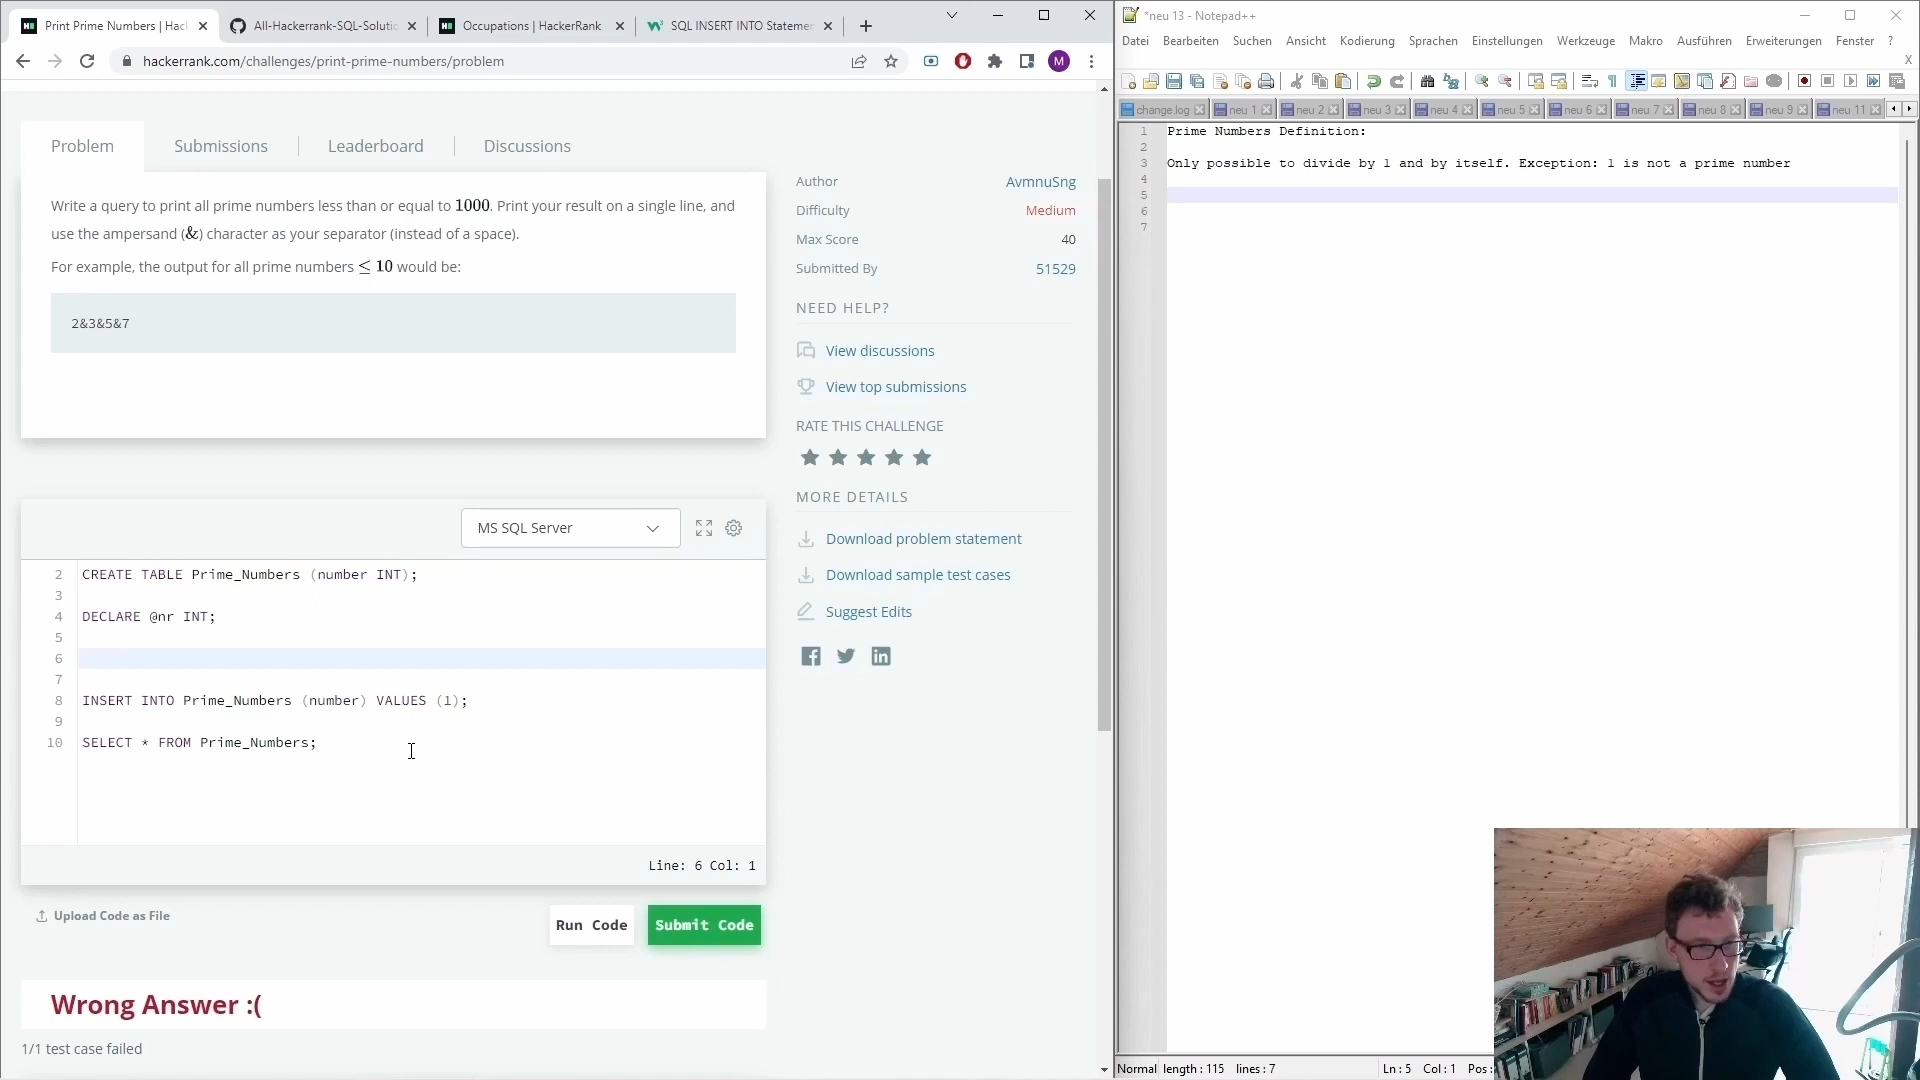 Print Prime Numbers | Hac
All-Hackerrank-SQL-Solutio
Occupations | HackerRank
SQL INSERT INTO Statemen
hackerrank.com/challenges/print-prime-numbers/problem
M
Problem
Submissions
Leaderboard
Discussions
Write a query to print all prime numbers less than or equal to 1000. Print your result on a single line, and
use the ampersand (&) character as your separator (instead of a space).
For example, the output for all prime numbers ≤ 10 would be:
2&3&5&7
Author AvmnuSng
Difficulty Medium
Max Score 40
Submitted By 51529
NEED HELP?
View discussions
View top submissions
RATE THIS CHALLENGE
MORE DETAILS
Download problem statement
Download sample test cases
Suggest Edits
MS SQL Server
2 CREATE TABLE Prime_Numbers (number INT);
3
4 DECLARE @nr INT;
5
6
7
8 INSERT INTO Prime_Numbers (number) VALUES (1);
9
10 SELECT * FROM Prime_Numbers;
Line: 6 Col: 1
Upload Code as File
Run Code
Submit Code
Wrong Answer :(
1/1 test case failed
*neu 13 - Notepad++
Datei Bearbeiten Suchen Ansicht Kodierung Sprachen Einstellungen Werkzeuge Makro Ausführen Erweiterungen Fenster ?
X
change.log neu 1 neu 2 neu 3 neu 4 neu 5 neu 6 neu 7 neu 8 neu 9 neu 11
1 Prime Numbers Definition:
2
3 Only possible to divide by 1 and by itself. Exception: 1 is not a prime number
4
5
6
7
Normal length : 115 lines : 7 Ln : 5 Col : 1 Pos :